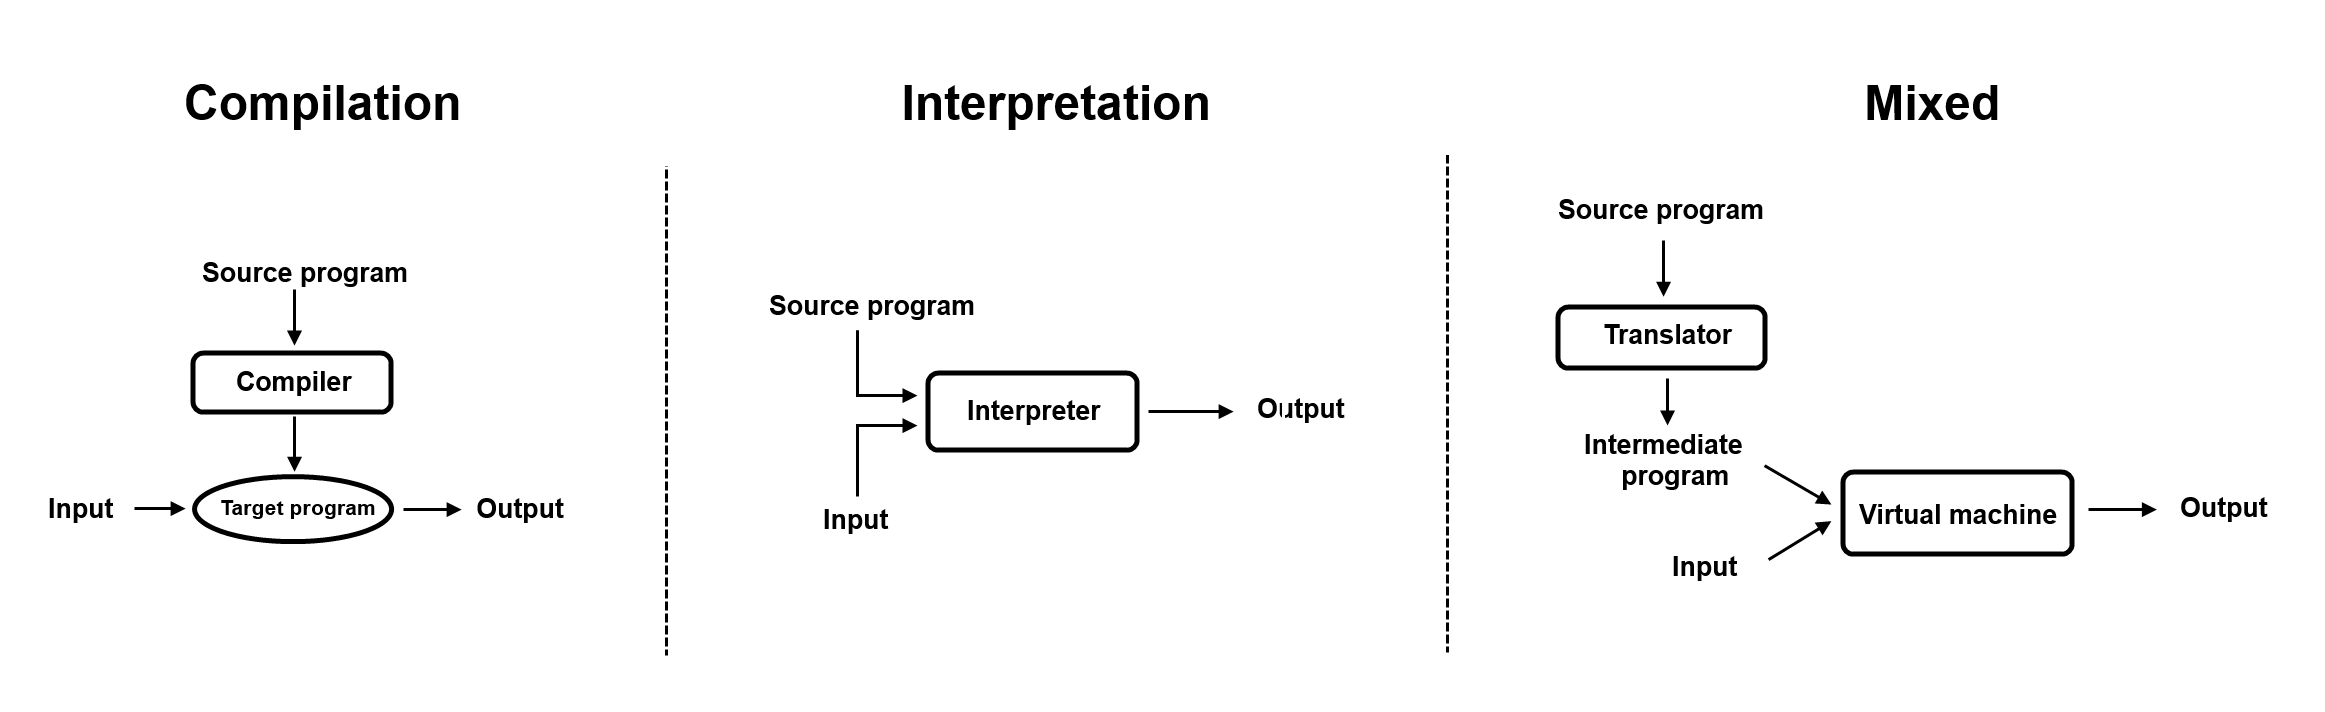 Compilation
Source program
Compiler
Input
Target program
Output
Interpretation
Source program
Interpreter
Output
Input
Mixed
Source program
Translator
Intermediate
program
Virtual machine
Output
Input